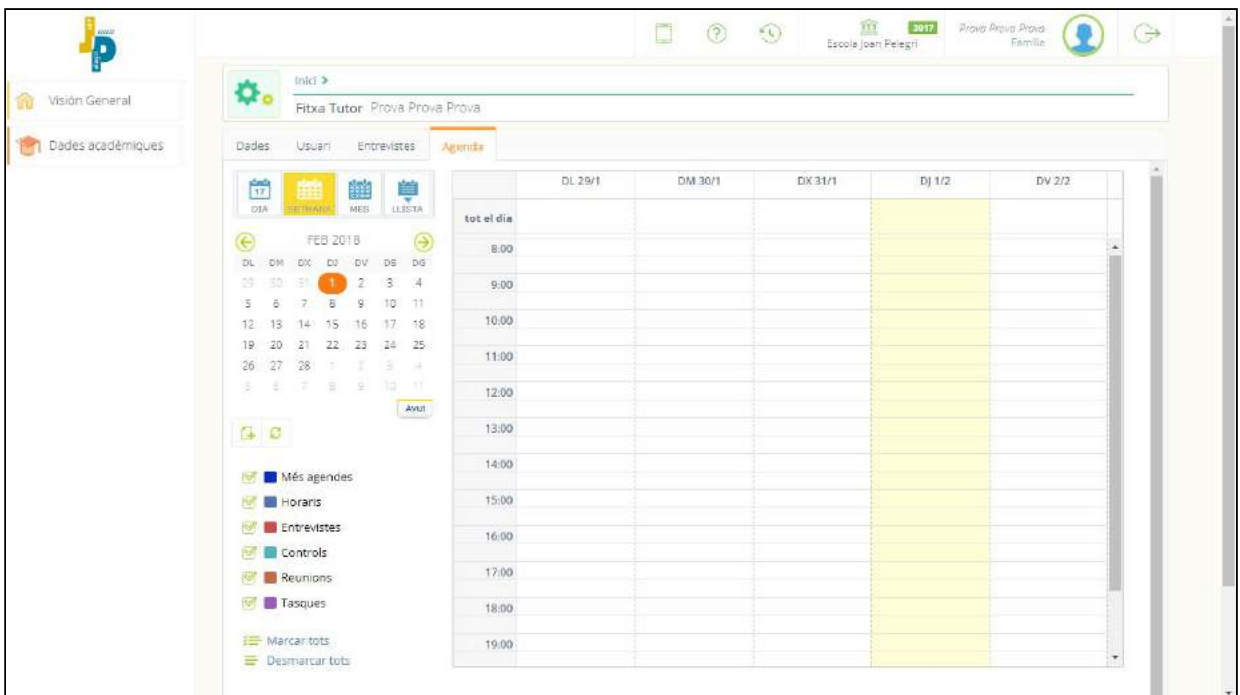 JP
2017
Escola Joan Pelegrí
Prova Prova Prova
Família
Visión General
Dades acadèmiques
Inici >
Fitxa Tutor Prova Prova Prova
Dades Usuari Entrevistes Agenda
17
DIA SETMANA MES LLISTA
FEB 2018
DL DM DX DJ DV DS DG
29 30 31 1 2 3 4
5 6 7 8 9 10 11
12 13 14 15 16 17 18
19 20 21 22 23 24 25
26 27 28 1 2 3 4
5 6 7 8 9 10 11
Avui
Més agendes
Horaris
Entrevistes
Controls
Reunions
Tasques
Marcar tots
Desmarcar tots
DL 29/1 DM 30/1 DX 31/1 DJ 1/2 DV 2/2
tot el dia
8:00
9:00
10:00
11:00
12:00
13:00
14:00
15:00
16:00
17:00
18:00
19:00